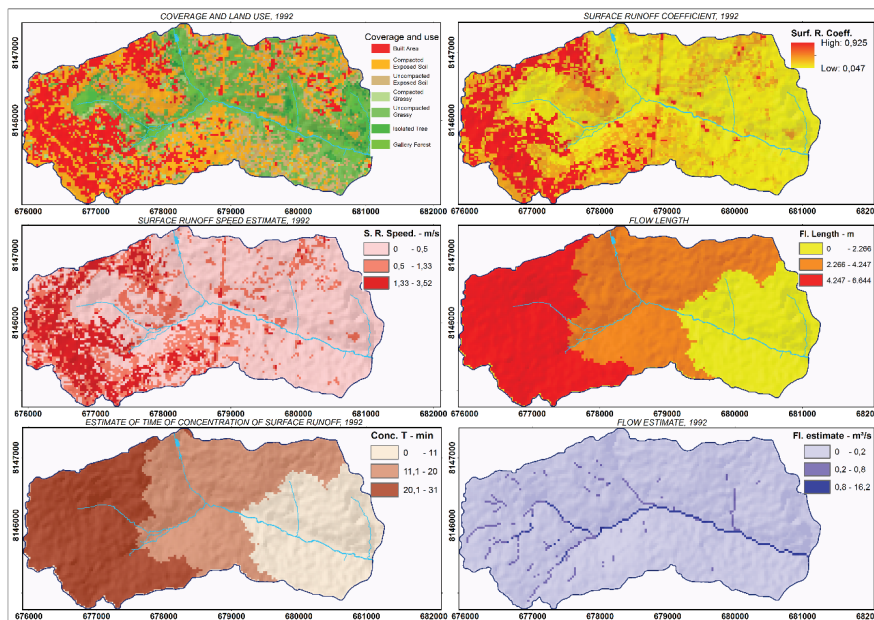 COVERAGE AND LAND USE, 1992
8147000
8146000
Coverage and use
Built Area
Compacted
Exposed Soil
Uncompacted
Exposed Soil
Compacted
Grassy
Uncompacted
Grassy
Isolated Tree
Gallery Forest
676000 677000 678000 679000 680000 681000 682000
SURFACE RUNOFF COEFFICIENT, 1992
8147000
8146000
Surf. R. Coeff.
High: 0,925
Low: 0,047
676000 677000 678000 679000 680000 681000 6820
SURFACE RUNOFF SPEED ESTIMATE, 1992
8147000
8146000
S. R. Speed. - m/s
0 - 0,5
0,5 - 1,33
1,33 - 3,52
676000 677000 678000 679000 680000 681000 682000
FLOW LENGTH
8147000
8146000
Fl. Length - m
0 - 2.266
2.266 - 4.247
4.247 - 6.644
676000 677000 678000 679000 680000 681000 6820
ESTIMATE OF TIME OF CONCENTRATION OF SURFACE RUNOFF, 1992
8147000
8146000
Conc. T - min
0 - 11
11,1 - 20
20,1 - 31
676000 677000 678000 679000 680000 681000 682000
FLOW ESTIMATE, 1992
8147000
8146000
Fl. estimate - m³/s
0 - 0,2
0,2 - 0,8
0,8 - 16,2
676000 677000 678000 679000 680000 681000 6820